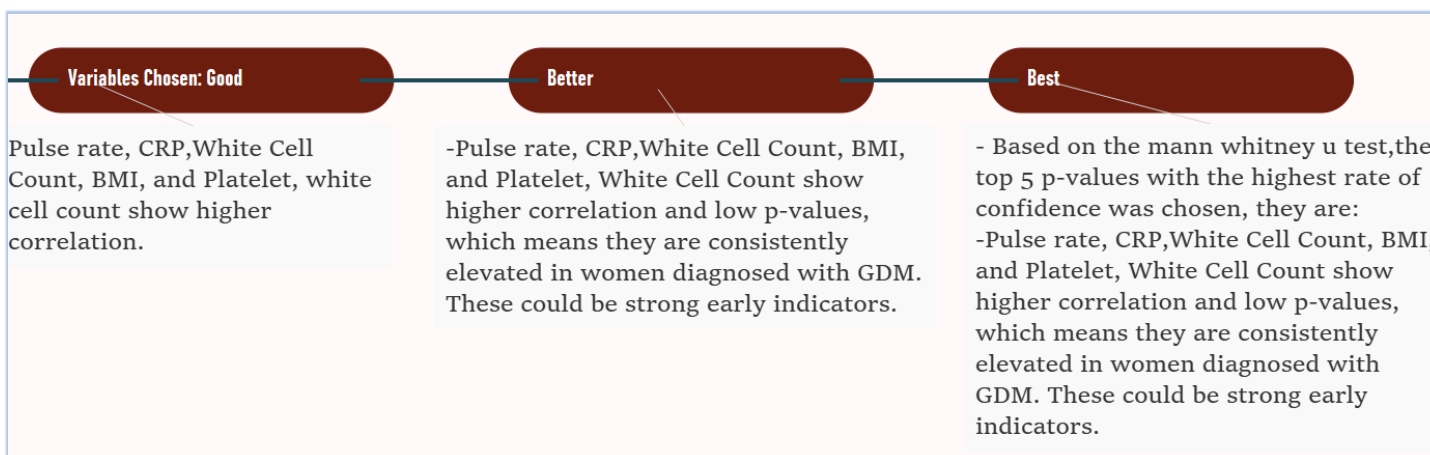 Variables Chosen: Good
Pulse rate, CRP,White Cell
Count, BMI, and Platelet, white
cell count show higher
correlation.
Better
-Pulse rate, CRP,White Cell Count, BMI,
and Platelet, White Cell Count show
higher correlation and low p-values,
which means they are consistently
elevated in women diagnosed with GDM.
These could be strong early indicators.
Best
- Based on the mann whitney u test,the
top 5 p-values with the highest rate of
confidence was chosen, they are:
-Pulse rate, CRP,White Cell Count, BMI,
and Platelet, White Cell Count show
higher correlation and low p-values,
which means they are consistently
elevated in women diagnosed with
GDM. These could be strong early
indicators.